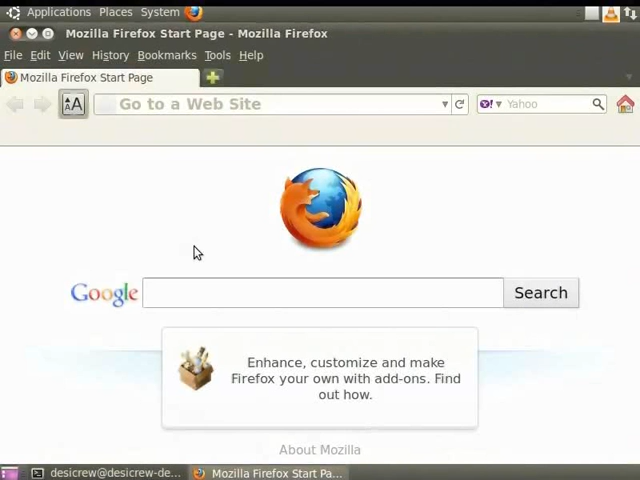 Applications Places System
Mozilla Firefox Start Page - Mozilla Firefox
File Edit View History Bookmarks Tools Help
Mozilla Firefox Start Page
AA Go to a Web Site Yahoo
Google Search
Enhance, customize and make
Firefox your own with add-ons. Find
out how.
About Mozilla
desicrew@desicrew-de... Mozilla Firefox Start Pa...